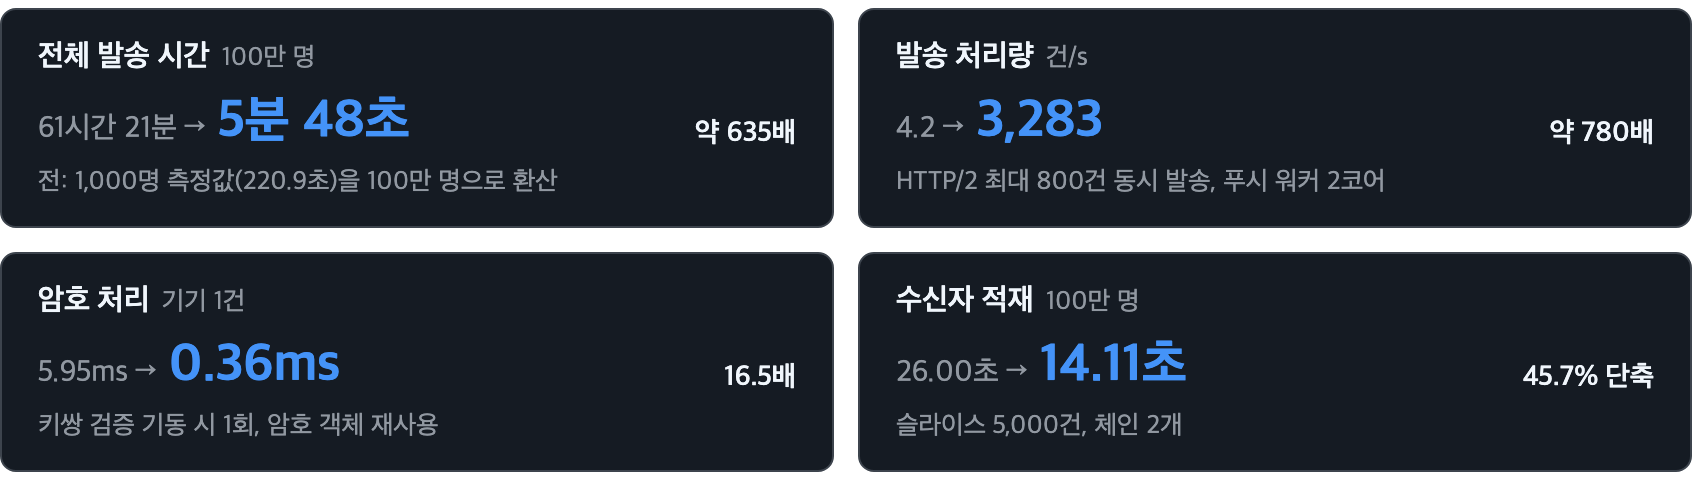 전체 발송 시간 100만 명
61시간 21분 → 5분 48초 약 635배
전: 1,000명 측정값(220.9초)을 100만 명으로 환산
발송 처리량 건/s
4.2 → 3,283 약 780배
HTTP/2 최대 800건 동시 발송, 푸시 워커 2코어
암호 처리 기기 1건
5.95ms → 0.36ms 16.5배
키쌍 검증 기동 시 1회, 암호 객체 재사용
수신자 적재 100만 명
26.00초 → 14.11초 45.7% 단축
슬라이스 5,000건, 체인 2개